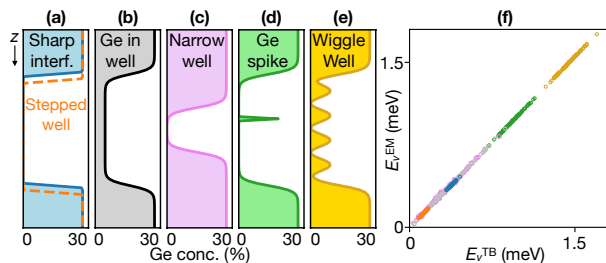 (a) (b) (c) (d) (e) (f)
z
Sharp interf.
Ge in well
Narrow well
Ge spike
Wiggle Well
Stepped well
0 30 0 30 0 30 0 30 0 30
Ge conc. (%)
1.5
0
E_v^EM (meV)
0 1.5
E_v^TB (meV)